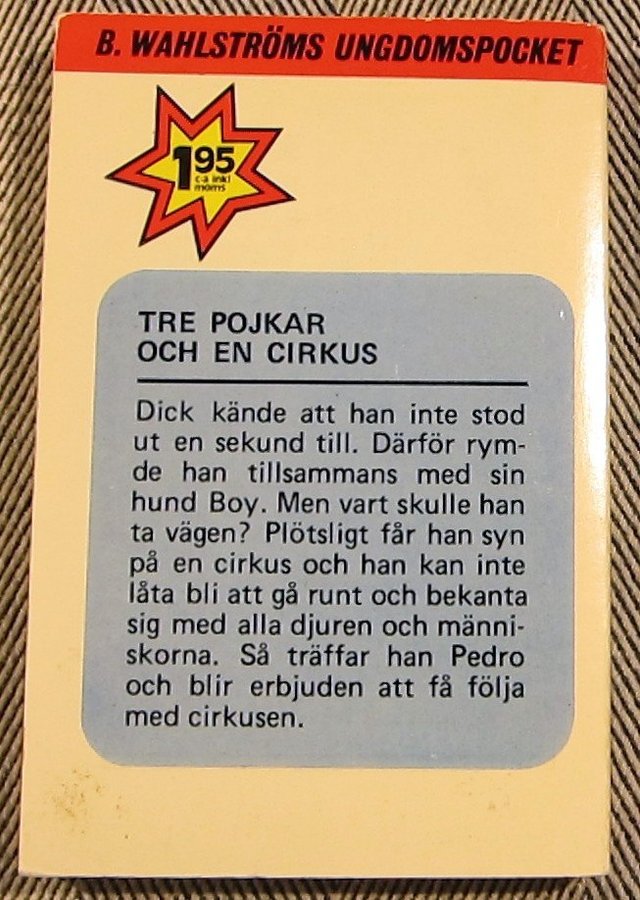 B. WAHLSTRÖMS UNGDOMSPOCKET
195
c-a inkl
moms
TRE POJKAR
OCH EN CIRKUS
Dick kände att han inte stod
ut en sekund till. Därför rym-
de han tillsammans med sin
hund Boy. Men vart skulle han
ta vägen? Plötsligt får han syn
på en cirkus och han kan inte
låta bli att gå runt och bekanta
sig med alla djuren och männi-
skorna. Så träffar han Pedro
och blir erbjuden att få följa
med cirkusen.